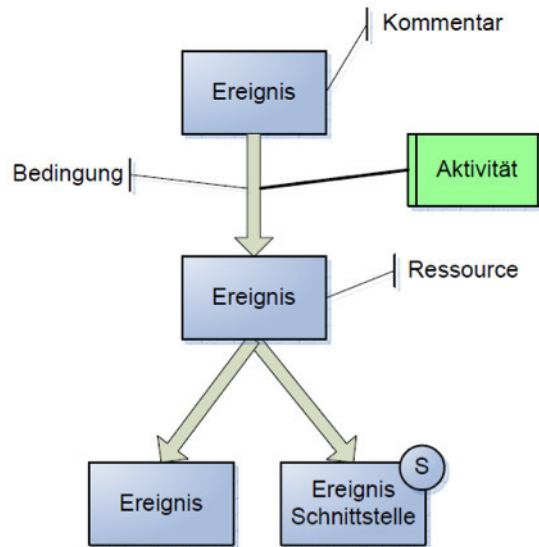 Kommentar
Ereignis
Bedingung
Aktivität
Ereignis
Ressource
Ereignis
Ereignis
Schnittstelle
S